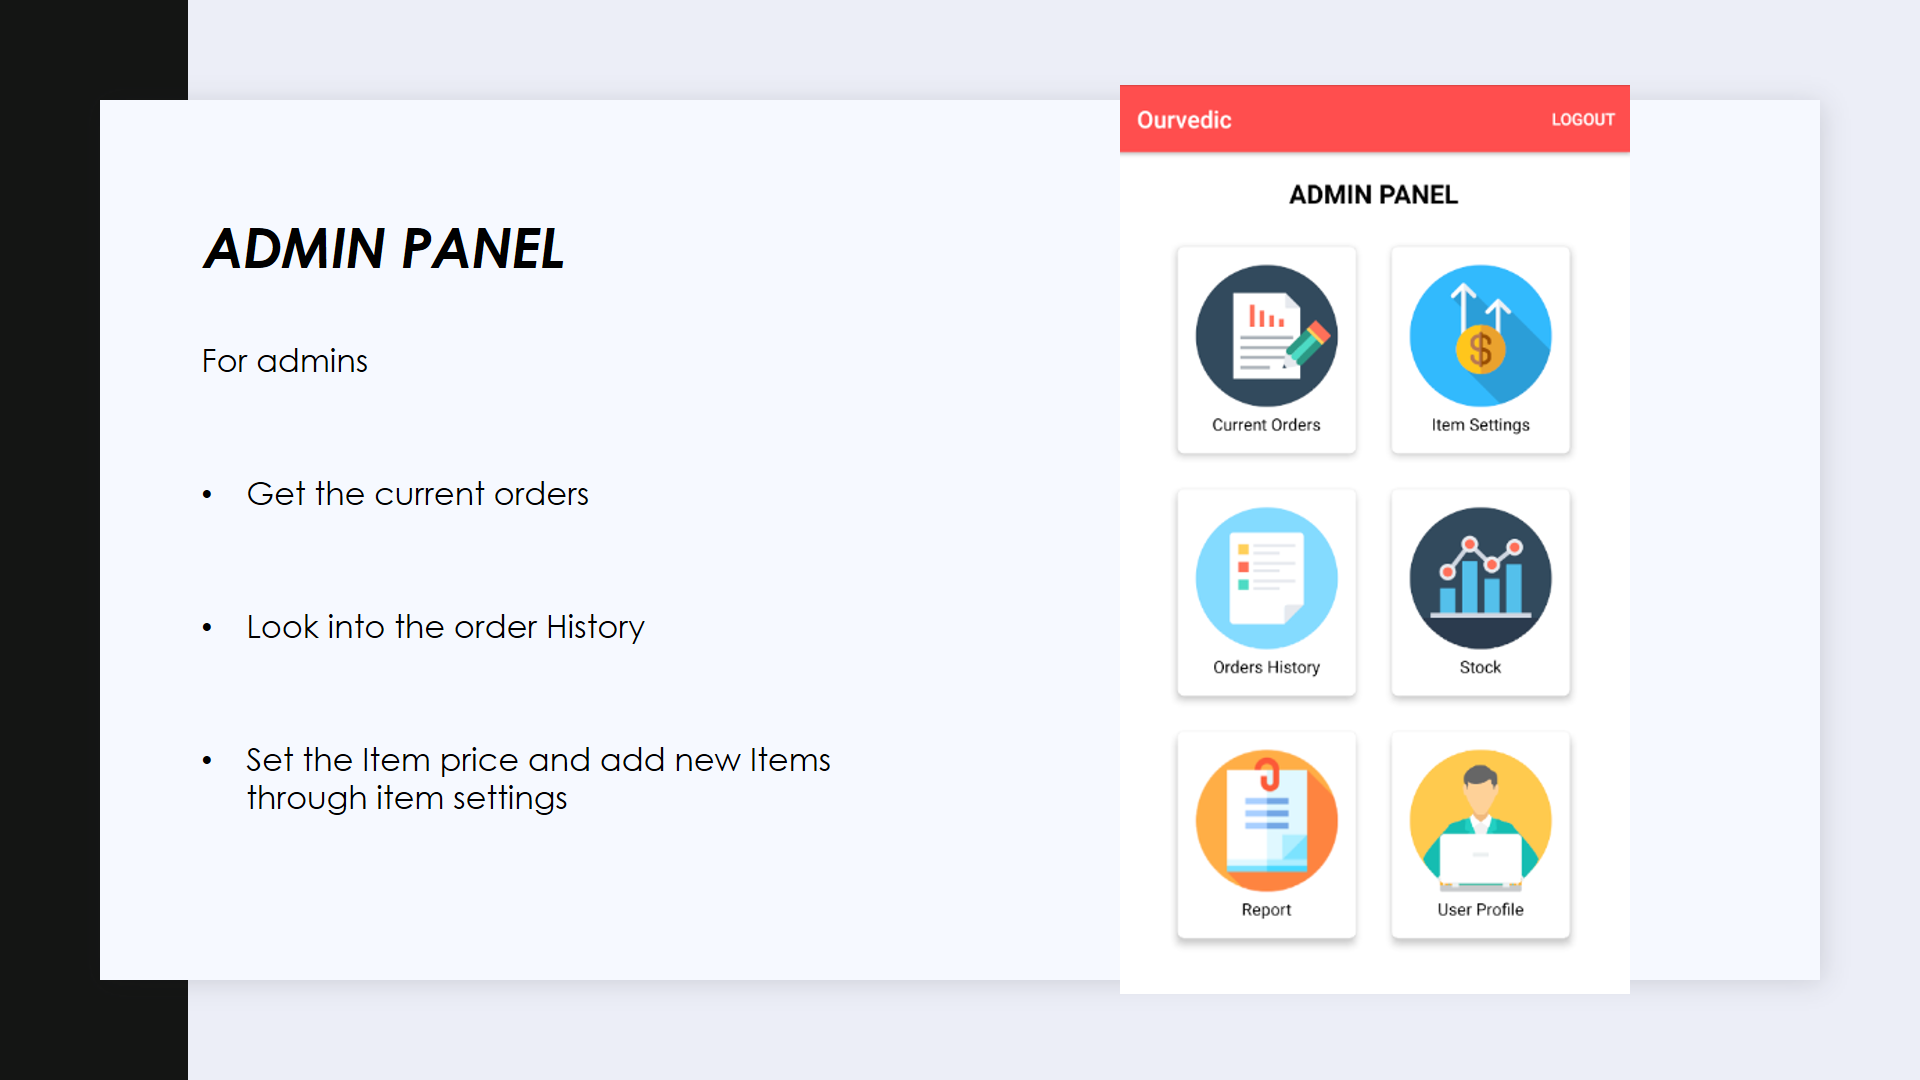 ADMIN PANEL
For admins
• Get the current orders
• Look into the order History
• Set the Item price and add new Items
through item settings
Ourvedic
LOGOUT
ADMIN PANEL
Current Orders
Item Settings
$
Orders History
Stock
Report
User Profile